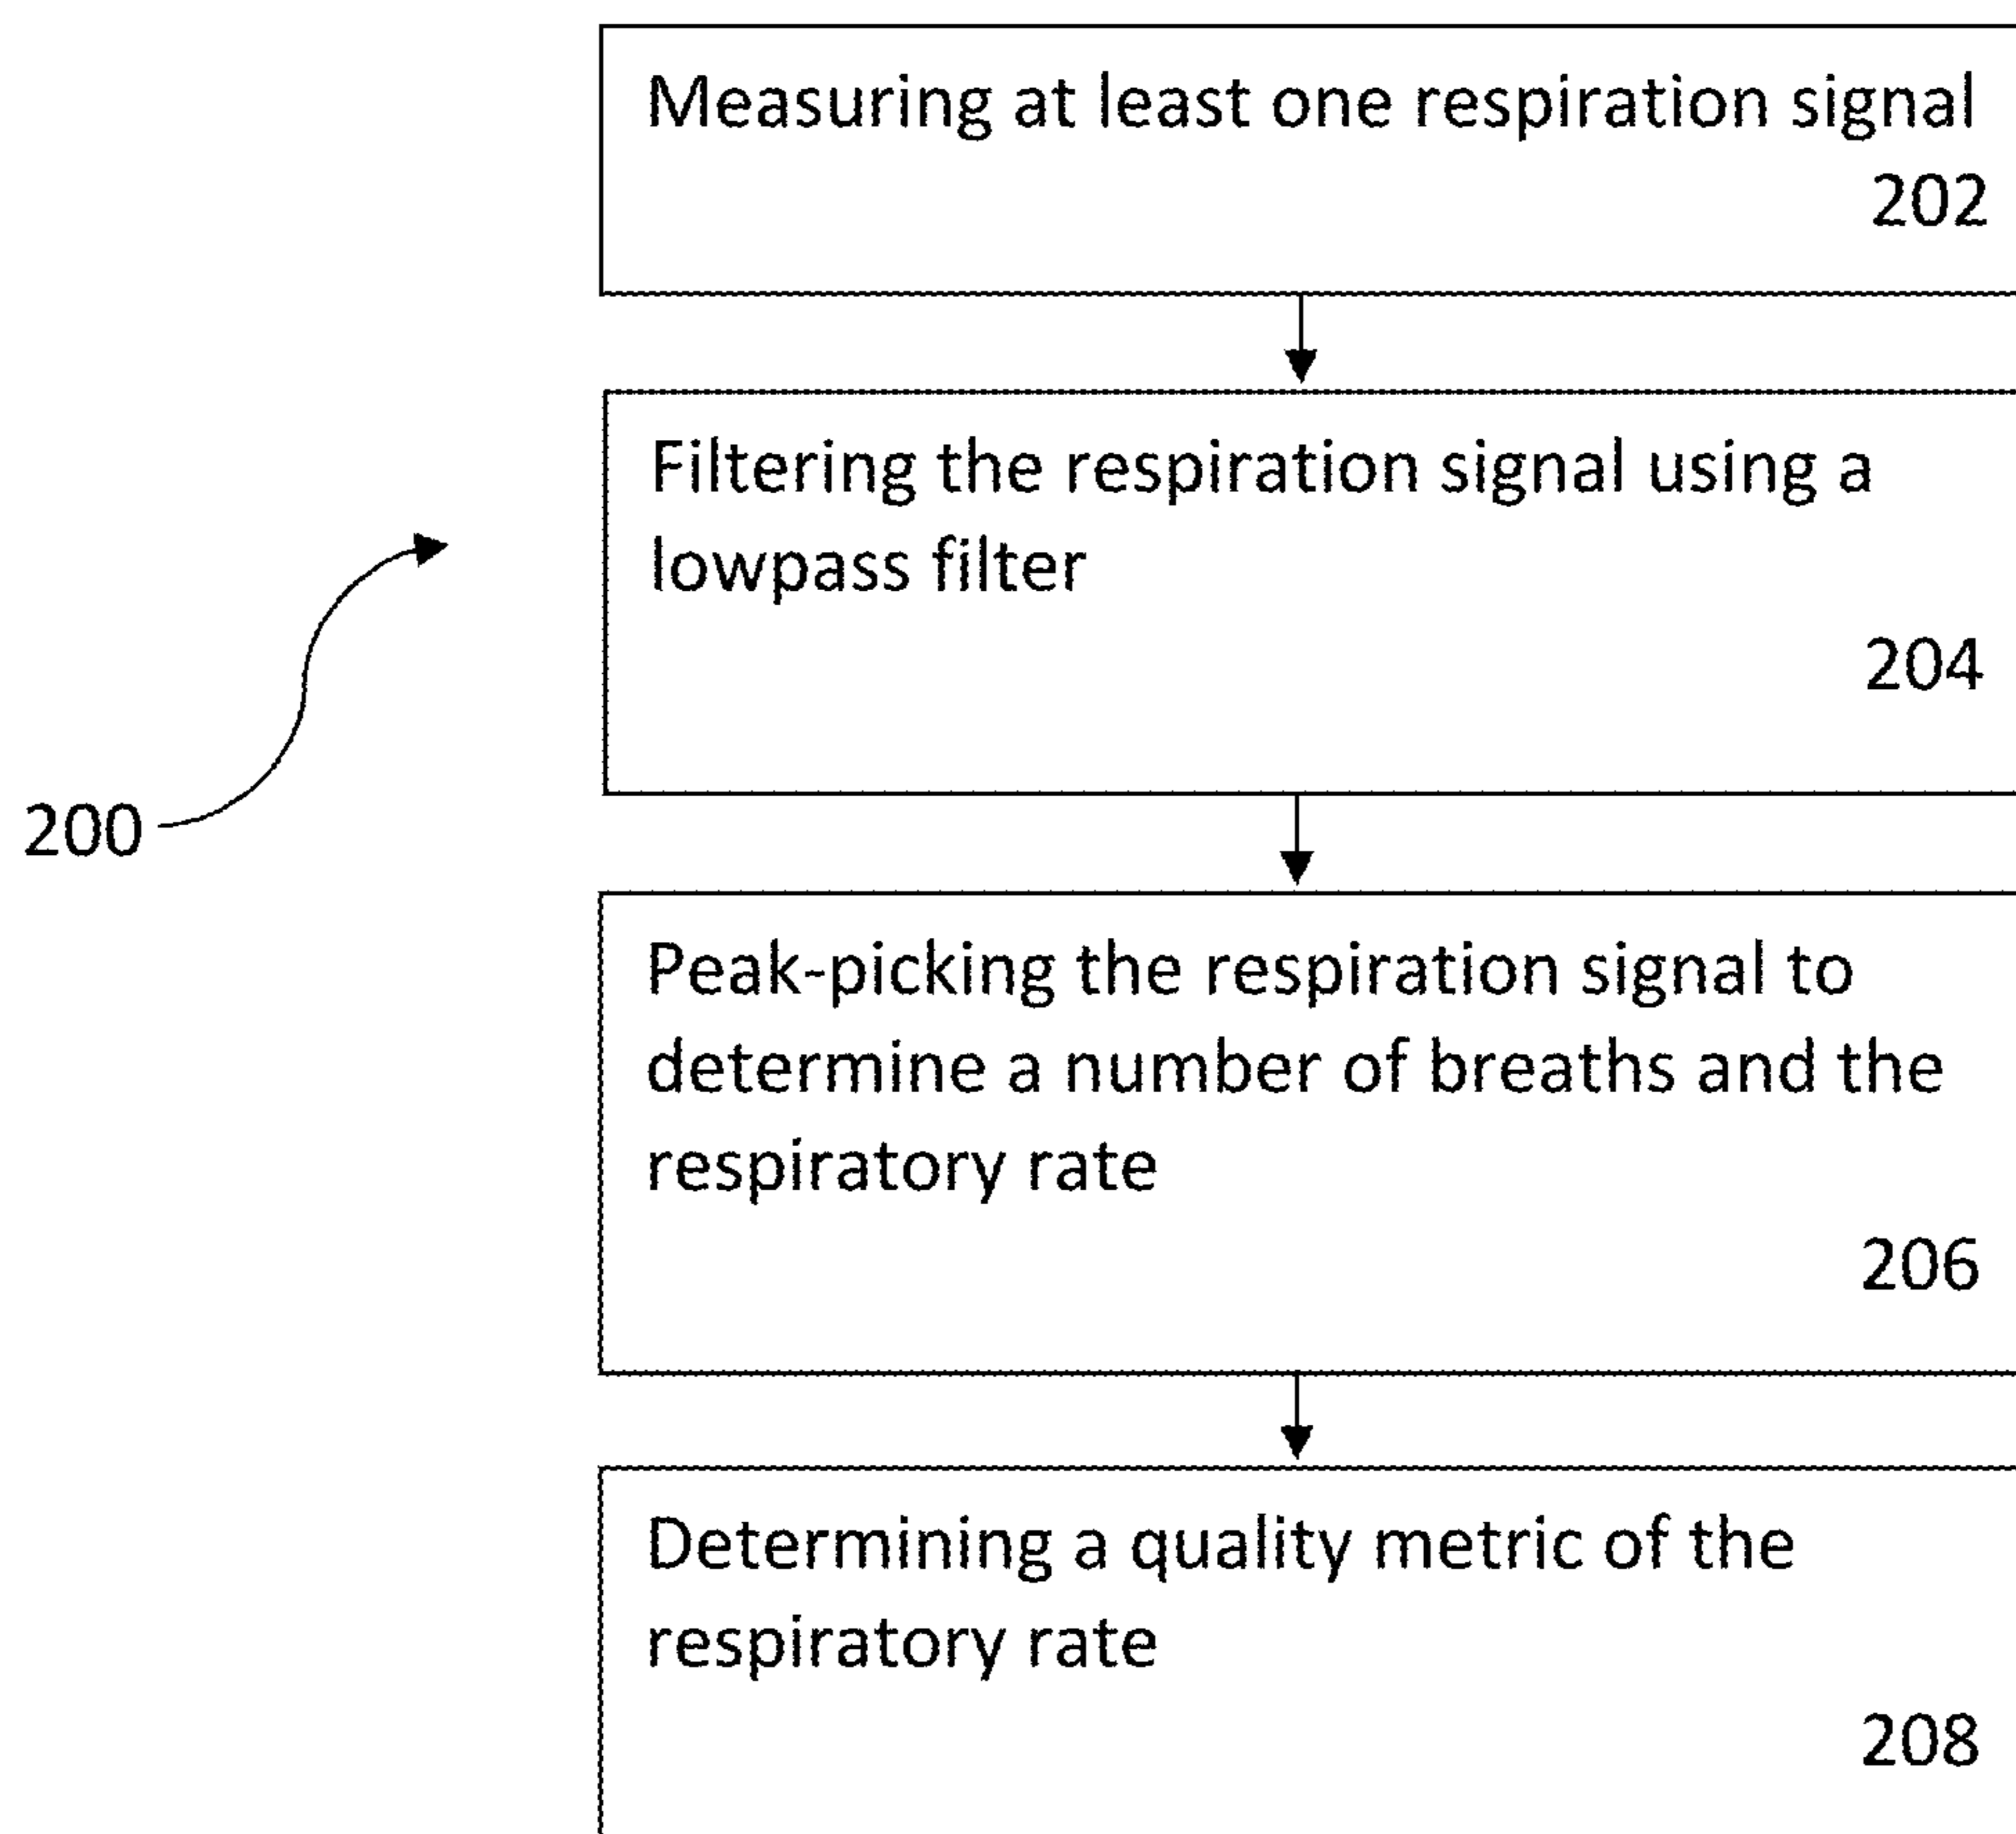 Measuring at least one respiration signal
202
Filtering the respiration signal using a
lowpass filter
204
200
Peak-picking the respiration signal to
determine a number of breaths and the
respiratory rate
206
Determining a quality metric of the
respiratory rate
208